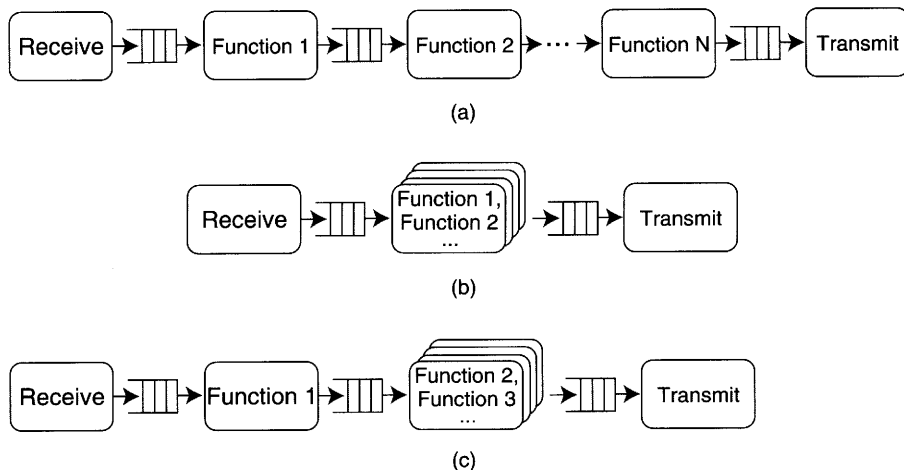 Receive Function 1 Function 2 ... Function N Transmit
(a)
Receive
Function 1,
Function 2
...
Transmit
(b)
Receive
Function 1
Function 2,
Function 3
...
Transmit
(c)